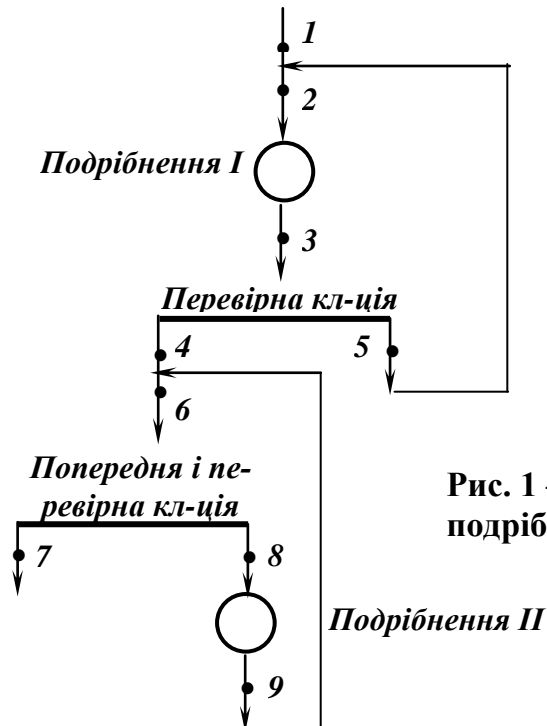 1
2
Подрібнення І
3
Перевірна кл-ція
4
5
6
Попередня і пе-
ревірна кл-ція
Рис. 1 -
подріб
7
8
Подрібнення ІІ
9